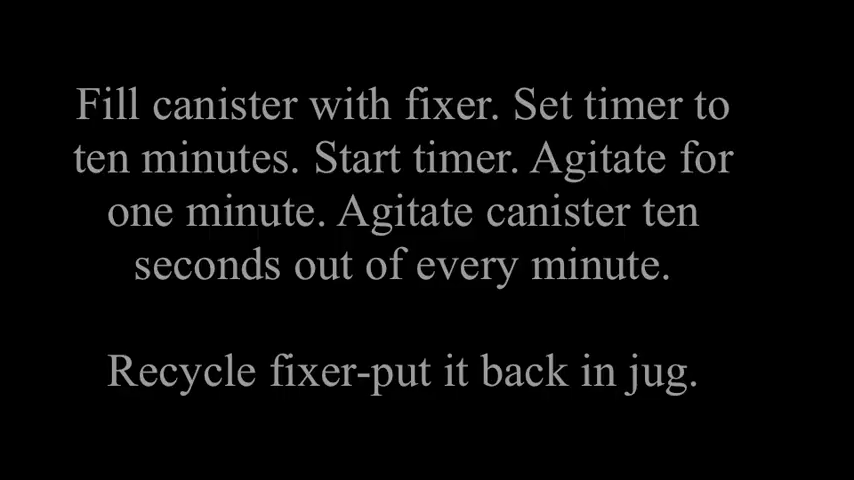 Fill canister with fixer. Set timer to
ten minutes. Start timer. Agitate for
one minute. Agitate canister ten
seconds out of every minute.
Recycle fixer-put it back in jug.